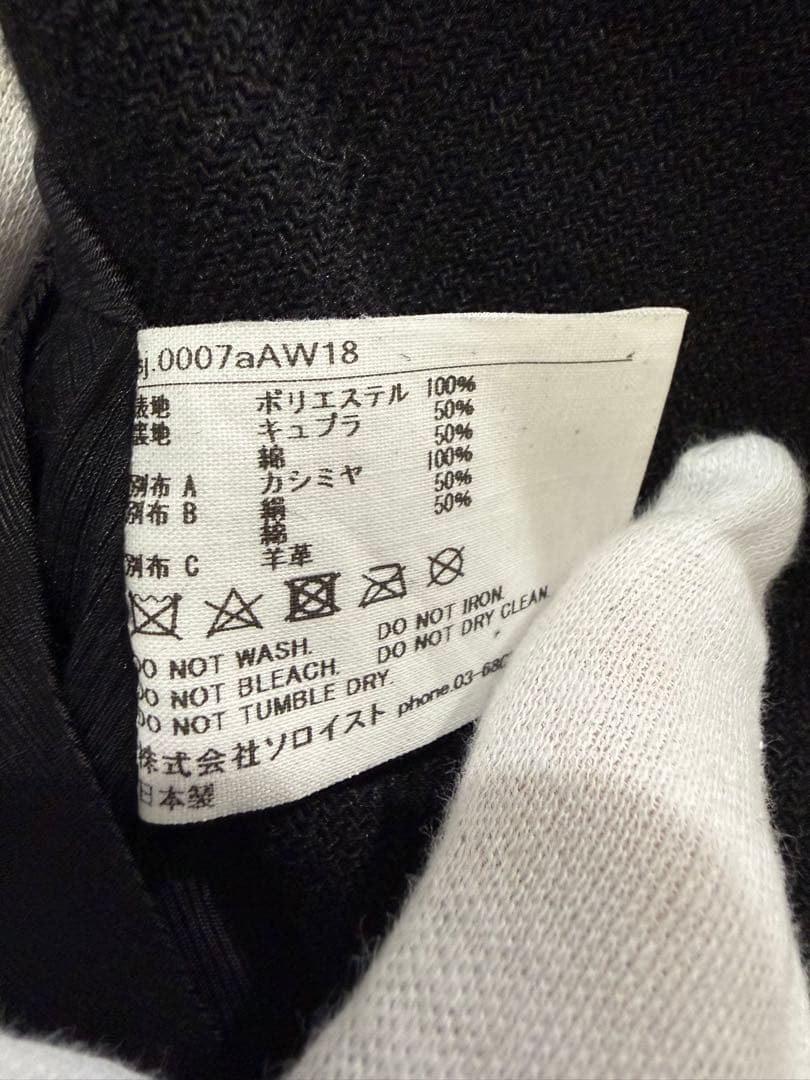 j.0007aAW18
表地 ポリエステル 100%
裏地 キュプラ 50%
綿 50%
別布 A カシミヤ 100%
別布 B 絹 50%
綿 50%
別布 C 羊革
DO NOT WASH. DO NOT IRON.
DO NOT BLEACH. DO NOT DRY CLEAN.
DO NOT TUMBLE DRY.
株式会社ソロイスト phone.03-68
日本製